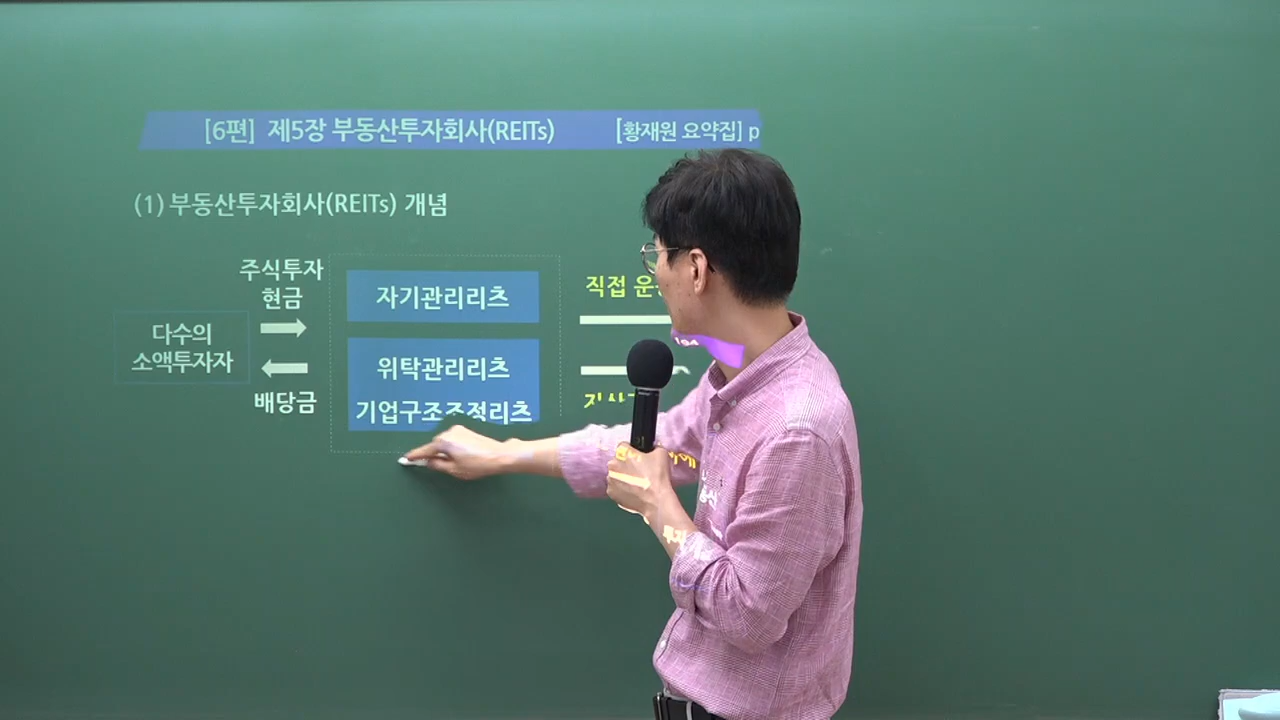 [6편] 제5장 부동산투자회사(REITs) [황재원 요약집] p
(1) 부동산투자회사(REITs) 개념
주식투자
현금
다수의
소액투자자
배당금
자기관리리츠
위탁관리리츠
기업구조조정리츠
직접